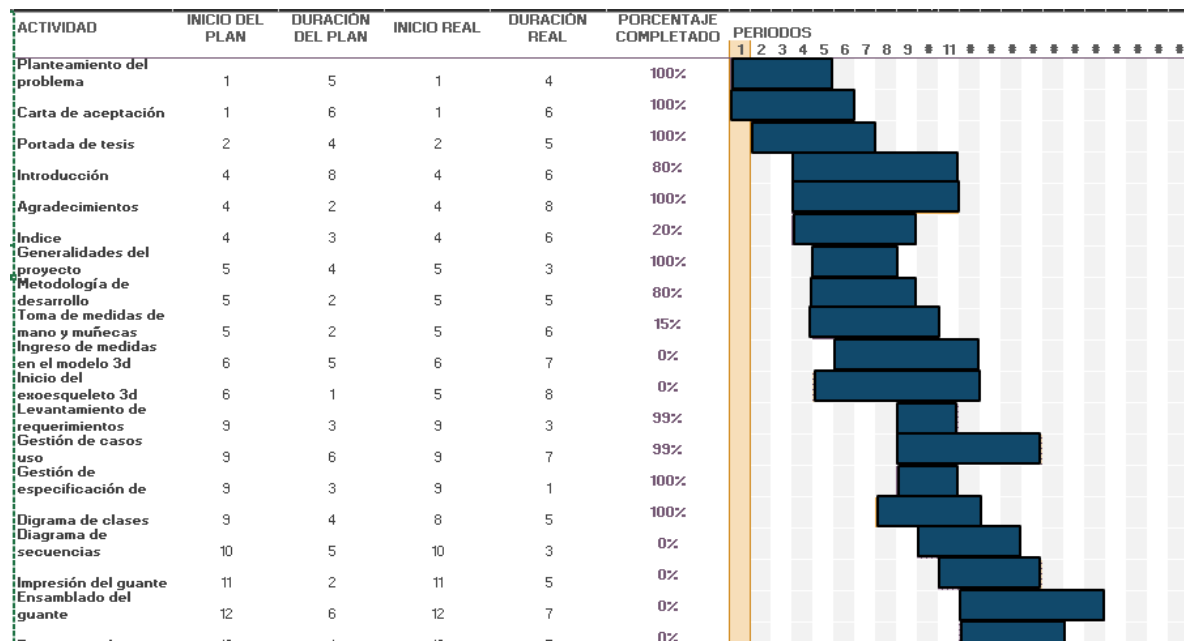 ACTIVIDAD INICIO DEL PLAN DURACIÓN DEL PLAN INICIO REAL DURACIÓN REAL PORCENTAJE COMPLETADO PERIODOS
1 2 3 4 5 6 7 8 9 # 11 # # # # # # # # # # #
Planteamiento del problema 1 5 1 4 100%
Carta de aceptación 1 6 1 6 100%
Portada de tesis 2 4 2 5 100%
Introducción 4 8 4 6 80%
Agradecimientos 4 2 4 8 100%
Indice 4 3 4 6 20%
Generalidades del proyecto 5 4 5 3 100%
Metodología de desarrollo 5 2 5 5 80%
Toma de medidas de mano y muñecas 5 2 5 6 15%
Ingreso de medidas en el modelo 3d 6 5 6 7 0%
Inicio del exoesqueleto 3d 6 1 5 8 0%
Levantamiento de requerimientos 9 3 9 3 99%
Gestión de casos uso 9 6 9 7 99%
Gestión de especificación de 9 3 9 1 100%
Digrama de clases 9 4 8 5 100%
Diagrama de secuencias 10 5 10 3 0%
Impresión del guante 11 2 11 5 0%
Ensamblado del guante 12 6 12 7 0%
0%